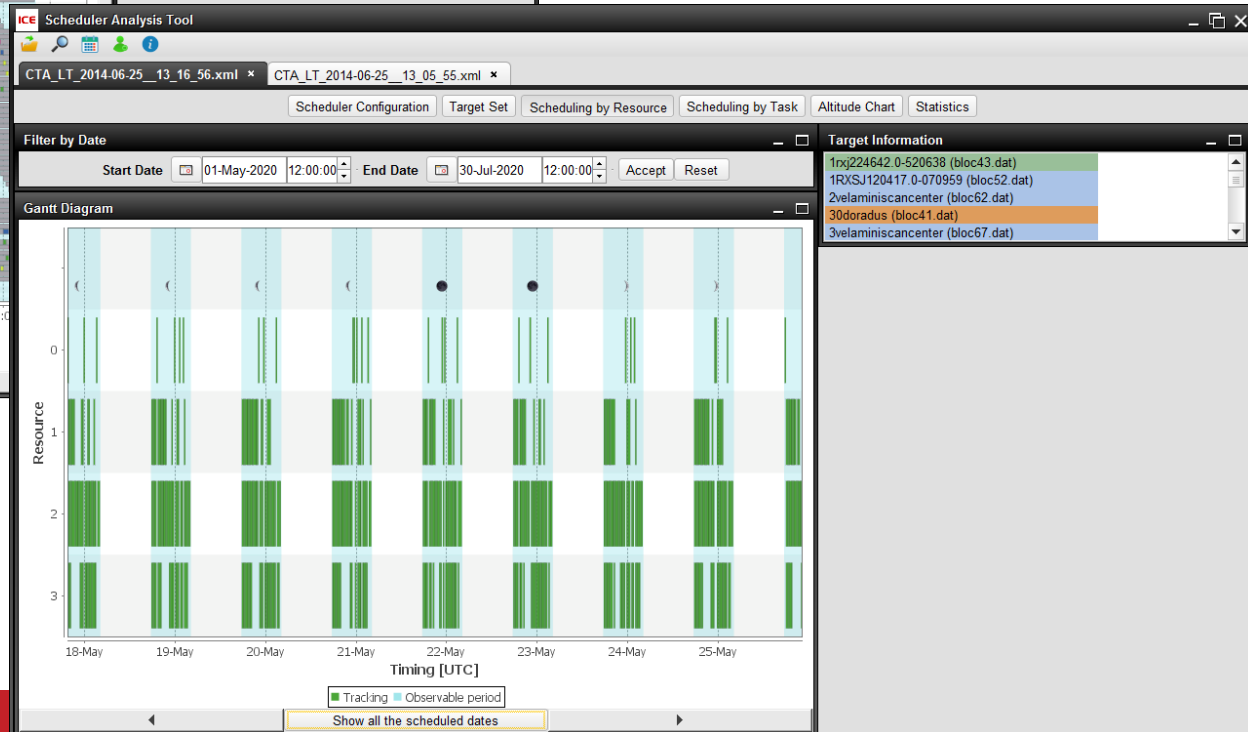 ICE Scheduler Analysis Tool
CTA_LT_2014-06-25__13_16_56.xml × CTA_LT_2014-06-25__13_05_55.xml ×
Scheduler Configuration Target Set Scheduling by Resource Scheduling by Task Altitude Chart Statistics
Filter by Date
Start Date 01-May-2020 12:00:00 - End Date 30-Jul-2020 12:00:00 - Accept Reset
Gantt Diagram
0
1
2
3
Resource
18-May 19-May 20-May 21-May 22-May 23-May 24-May 25-May
Timing [UTC]
Tracking Observable period
Show all the scheduled dates
Target Information
1rxj224642.0-520638 (bloc43.dat)
1RXSJ120417.0-070959 (bloc52.dat)
2velaminiscancenter (bloc62.dat)
30doradus (bloc41.dat)
3velaminiscancenter (bloc67.dat)